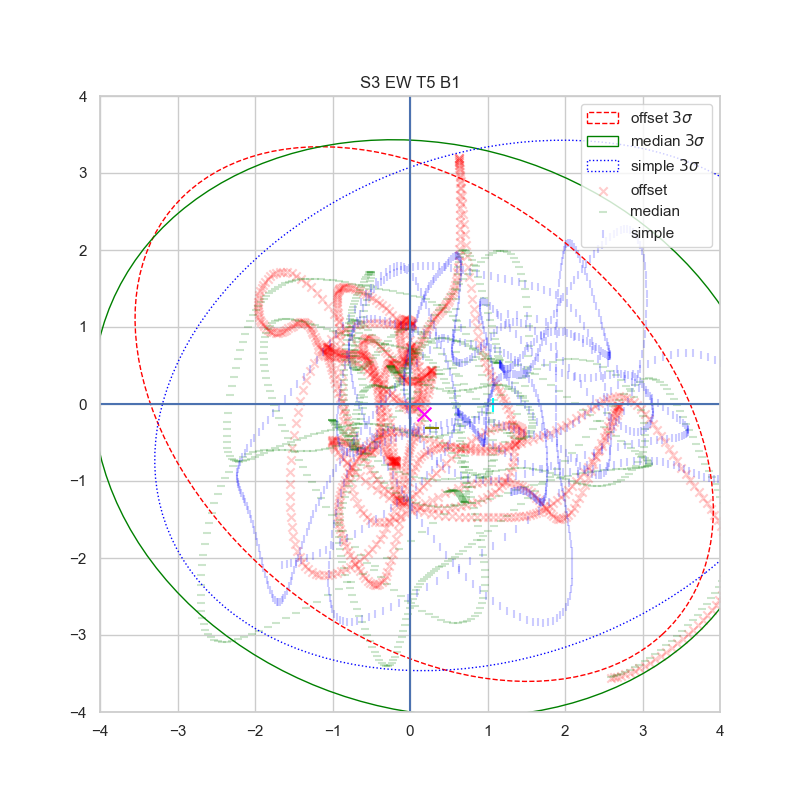 S3 EW T5 B1
offset 3σ
median 3σ
simple 3σ
offset
median
simple
4
3
2
1
0
−1
−2
−3
−4
−4 −3 −2 −1 0 1 2 3 4